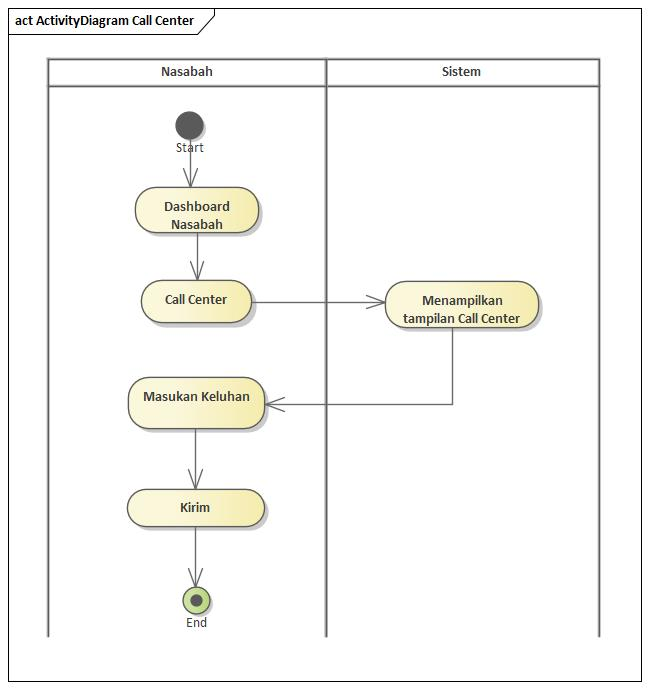 act ActivityDiagram Call Center
Nasabah
Sistem
Start
Dashboard
Nasabah
Call Center
Menampilkan
tampilan Call Center
Masukan Keluhan
Kirim
End